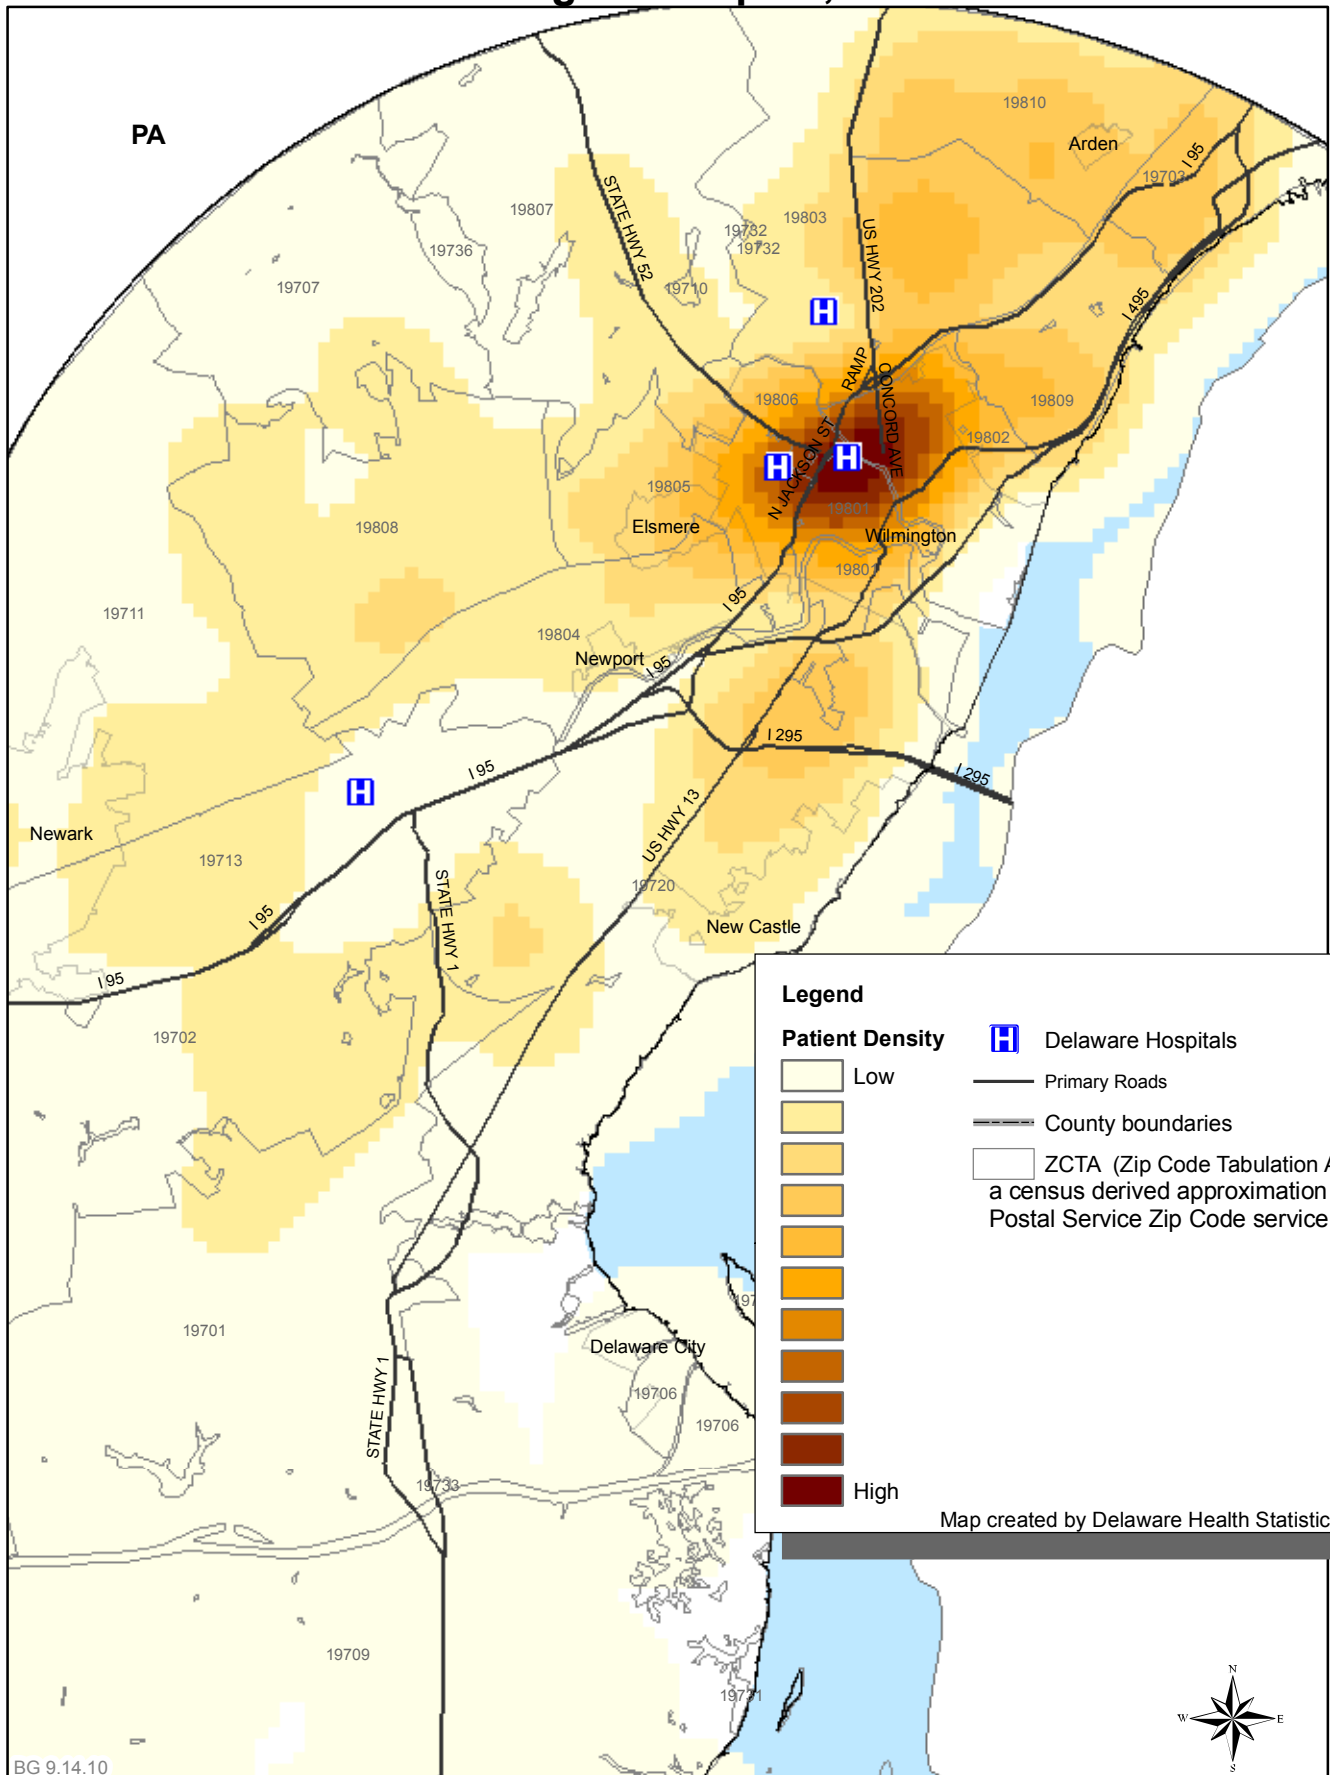 PA
19810
Arden
I 95
19703
STATE HWY 52
19807
19803
19732
19732
19736
US HWY 202
19707
19710
I 495
RAMP
CONCORD AVE
19806
19809
19802
N JACKSON ST
19805
19801
Elsmere
19808
Wilmington
19801
I 95
19711
19804
Newport
I 95
I 295
I 295
I 95
US HWY 13
Newark
19713
19720
STATE HWY 1
I 95
New Castle
I 95
19702
Legend
Patient Density
Low
High
Delaware Hospitals
Primary Roads
County boundaries
ZCTA (Zip Code Tabulation A
a census derived approximation
Postal Service Zip Code service
Map created by Delaware Health Statistic
197
19701
Delaware City
19706
19706
STATE HWY 1
19733
19709
19731
N
W
E
S
BG 9.14.10